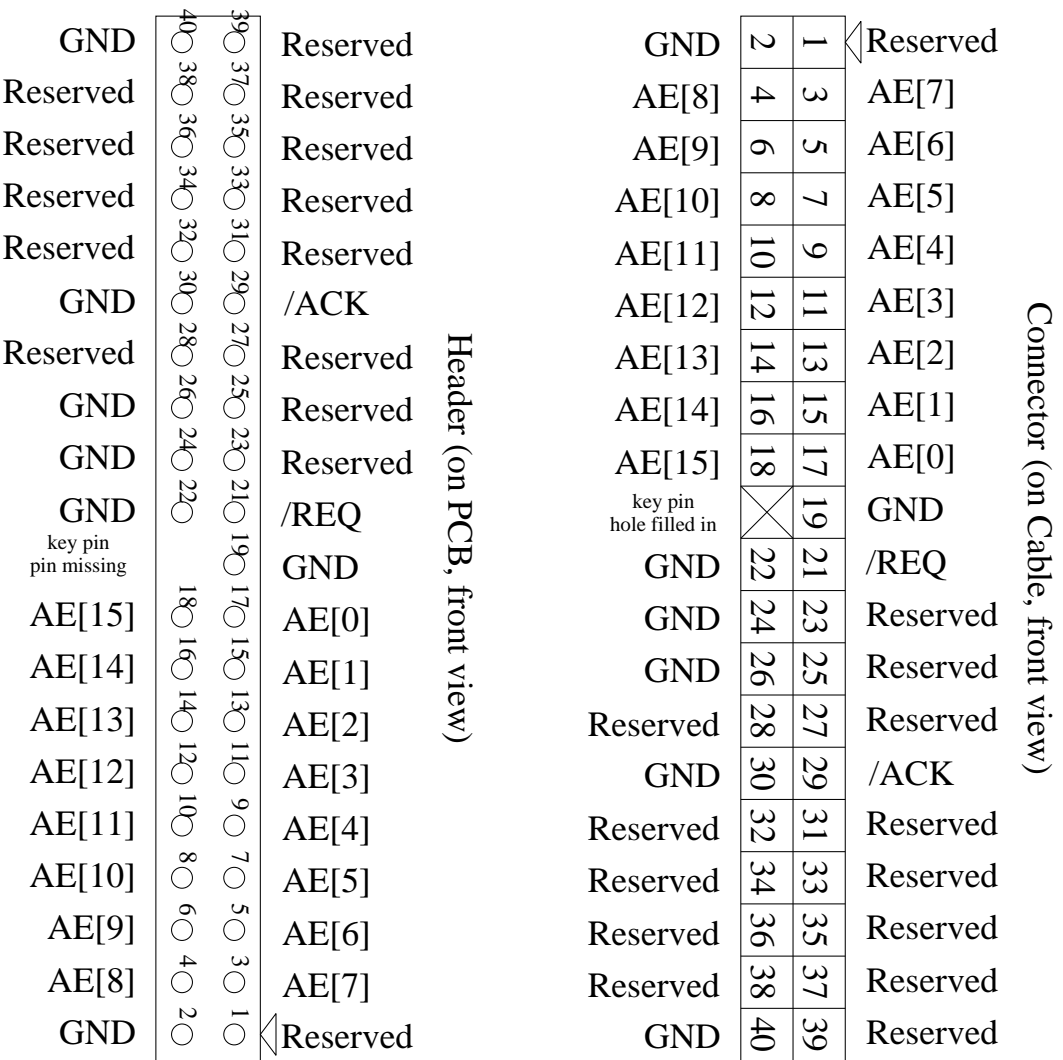 40 39
GND Reserved
38 37
Reserved Reserved
36 35
Reserved Reserved
34 33
Reserved Reserved
32 31
Reserved Reserved
30 29
GND /ACK
28 27
Reserved Reserved
26 25
GND Reserved
24 23
GND Reserved
22 21
GND /REQ
key pin
pin missing
19
GND
18 17
AE[15] AE[0]
16 15
AE[14] AE[1]
14 13
AE[13] AE[2]
12 11
AE[12] AE[3]
10 9
AE[11] AE[4]
8 7
AE[10] AE[5]
6 5
AE[9] AE[6]
4 3
AE[8] AE[7]
2 1
GND Reserved
Header (on PCB, front view)
GND 2 1 Reserved
AE[8] 4 3 AE[7]
AE[9] 6 5 AE[6]
AE[10] 8 7 AE[5]
AE[11] 10 9 AE[4]
AE[12] 12 11 AE[3]
AE[13] 14 13 AE[2]
AE[14] 16 15 AE[1]
AE[15] 18 17 AE[0]
key pin
hole filled in
19 GND
GND 22 21 /REQ
GND 24 23 Reserved
GND 26 25 Reserved
Reserved 28 27 Reserved
GND 30 29 /ACK
Reserved 32 31 Reserved
Reserved 34 33 Reserved
Reserved 36 35 Reserved
Reserved 38 37 Reserved
GND 40 39 Reserved
Connector (on Cable, front view)